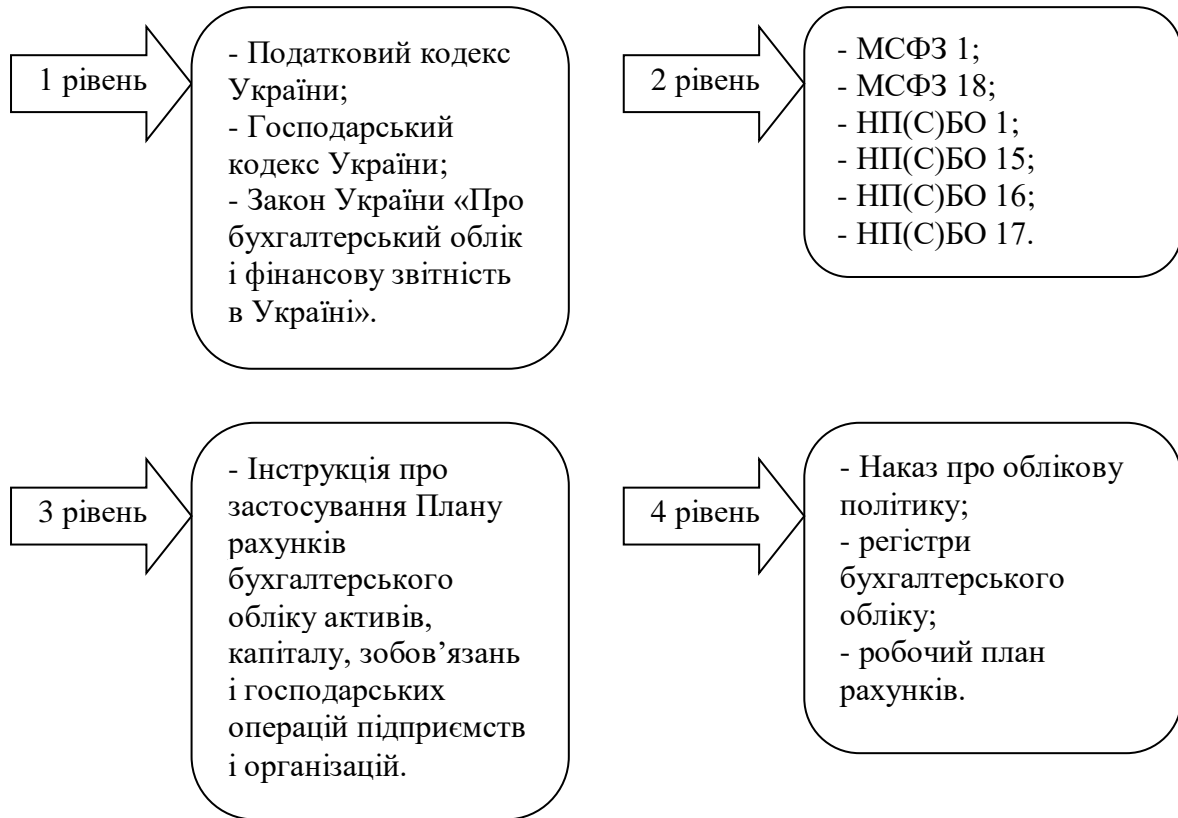 1 рівень
- Податковий кодекс
України;
- Господарський
кодекс України;
- Закон України «Про
бухгалтерський облік
і фінансову звітність
в Україні».
2 рівень
- МСФЗ 1;
- МСФЗ 18;
- НП(С)БО 1;
- НП(С)БО 15;
- НП(С)БО 16;
- НП(С)БО 17.
3 рівень
- Інструкція про
застосування Плану
рахунків
бухгалтерського
обліку активів,
капіталу, зобов’язань
і господарських
операцій підприємств
і організацій.
4 рівень
- Наказ про облікову
політику;
- регістри
бухгалтерського
обліку;
- робочий план
рахунків.